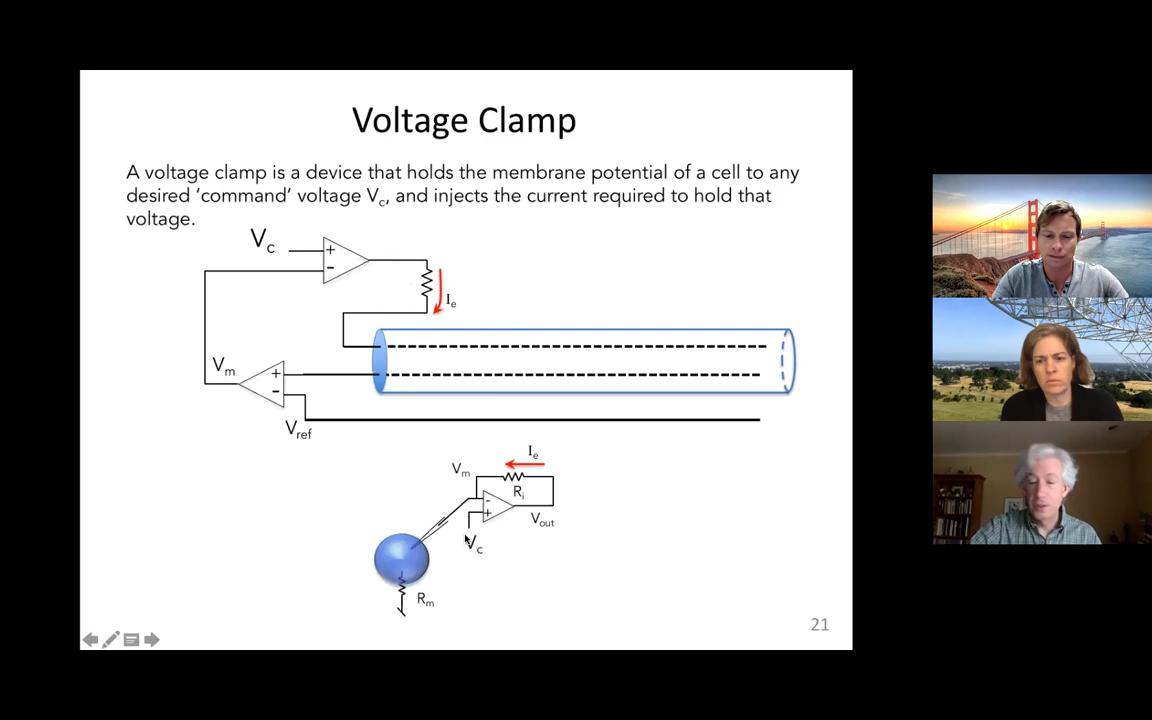 Voltage Clamp
A voltage clamp is a device that holds the membrane potential of a cell to any
desired ‘command’ voltage Vc, and injects the current required to hold that
voltage.
Vc
+
-
Ie
Vm
+
-
Vref
Ie
Vm
Ri
-
+
Vout
Vc
Rm
21